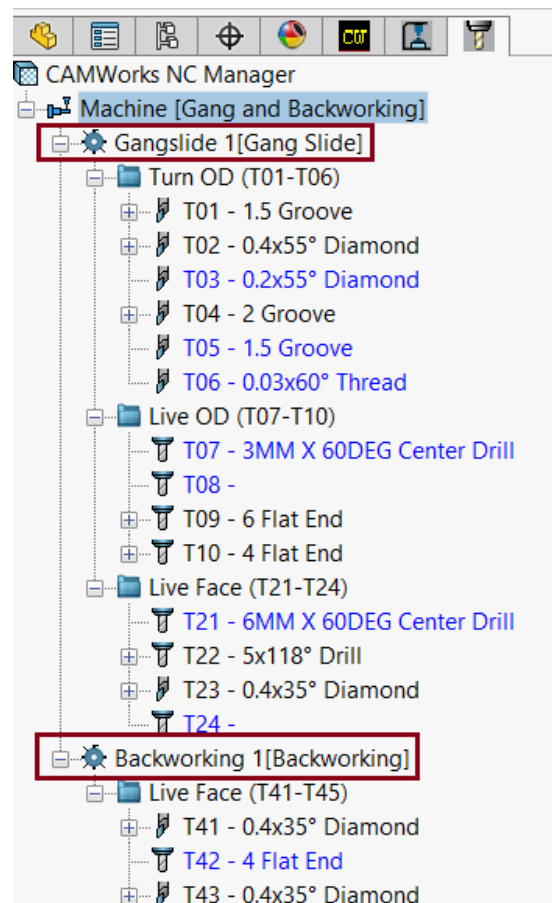 CW
CAMWorks NC Manager
Machine [Gang and Backworking]
Gangslide 1[Gang Slide]
Turn OD (T01-T06)
T01 - 1.5 Groove
T02 - 0.4x55° Diamond
T03 - 0.2x55° Diamond
T04 - 2 Groove
T05 - 1.5 Groove
T06 - 0.03x60° Thread
Live OD (T07-T10)
T07 - 3MM X 60DEG Center Drill
T08 -
T09 - 6 Flat End
T10 - 4 Flat End
Live Face (T21-T24)
T21 - 6MM X 60DEG Center Drill
T22 - 5x118° Drill
T23 - 0.4x35° Diamond
T24 -
Backworking 1[Backworking]
Live Face (T41-T45)
T41 - 0.4x35° Diamond
T42 - 4 Flat End
T43 - 0.4x35° Diamond